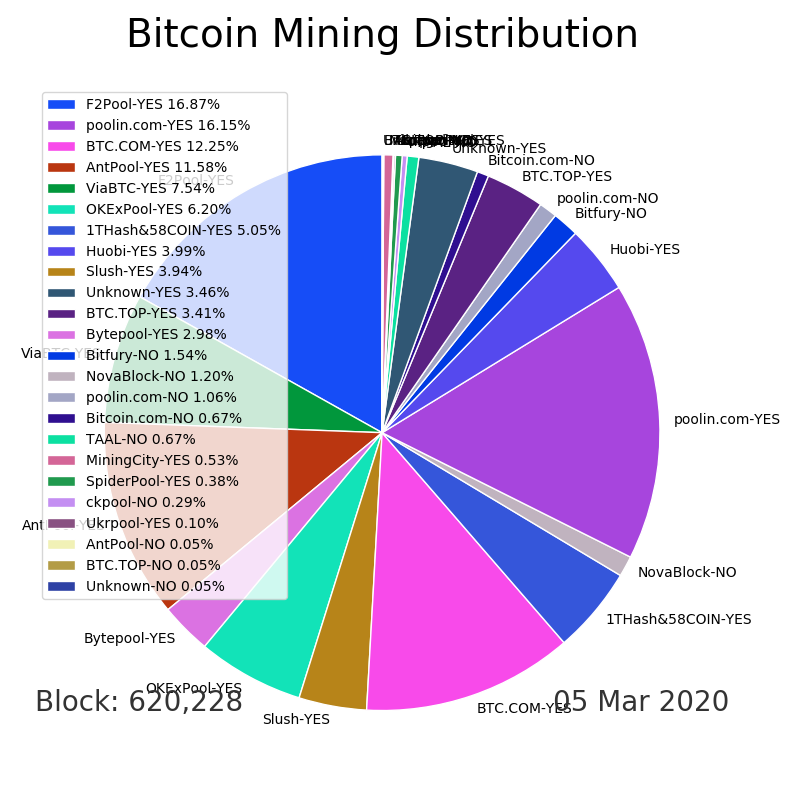 Bitcoin Mining Distribution
F2Pool-YES 16.87%
poolin.com-YES 16.15%
BTC.COM-YES 12.25%
AntPool-YES 11.58%
ViaBTC-YES 7.54%
OKExPool-YES 6.20%
1THash&58COIN-YES 5.05%
Huobi-YES 3.99%
Slush-YES 3.94%
Unknown-YES 3.46%
BTC.TOP-YES 3.41%
Bytepool-YES 2.98%
Bitfury-NO 1.54%
NovaBlock-NO 1.20%
poolin.com-NO 1.06%
Bitcoin.com-NO 0.67%
TAAL-NO 0.67%
MiningCity-YES 0.53%
SpiderPool-YES 0.38%
ckpool-NO 0.29%
Ukrpool-YES 0.10%
AntPool-NO 0.05%
BTC.TOP-NO 0.05%
Unknown-NO 0.05%
Unknown-YES
Bitcoin.com-NO
BTC.TOP-YES
poolin.com-NO
Bitfury-NO
Huobi-YES
poolin.com-YES
NovaBlock-NO
1THash&58COIN-YES
BTC.COM-YES
Slush-YES
OKExPool-YES
Bytepool-YES
F2Pool-YES
Block: 620,228
05 Mar 2020